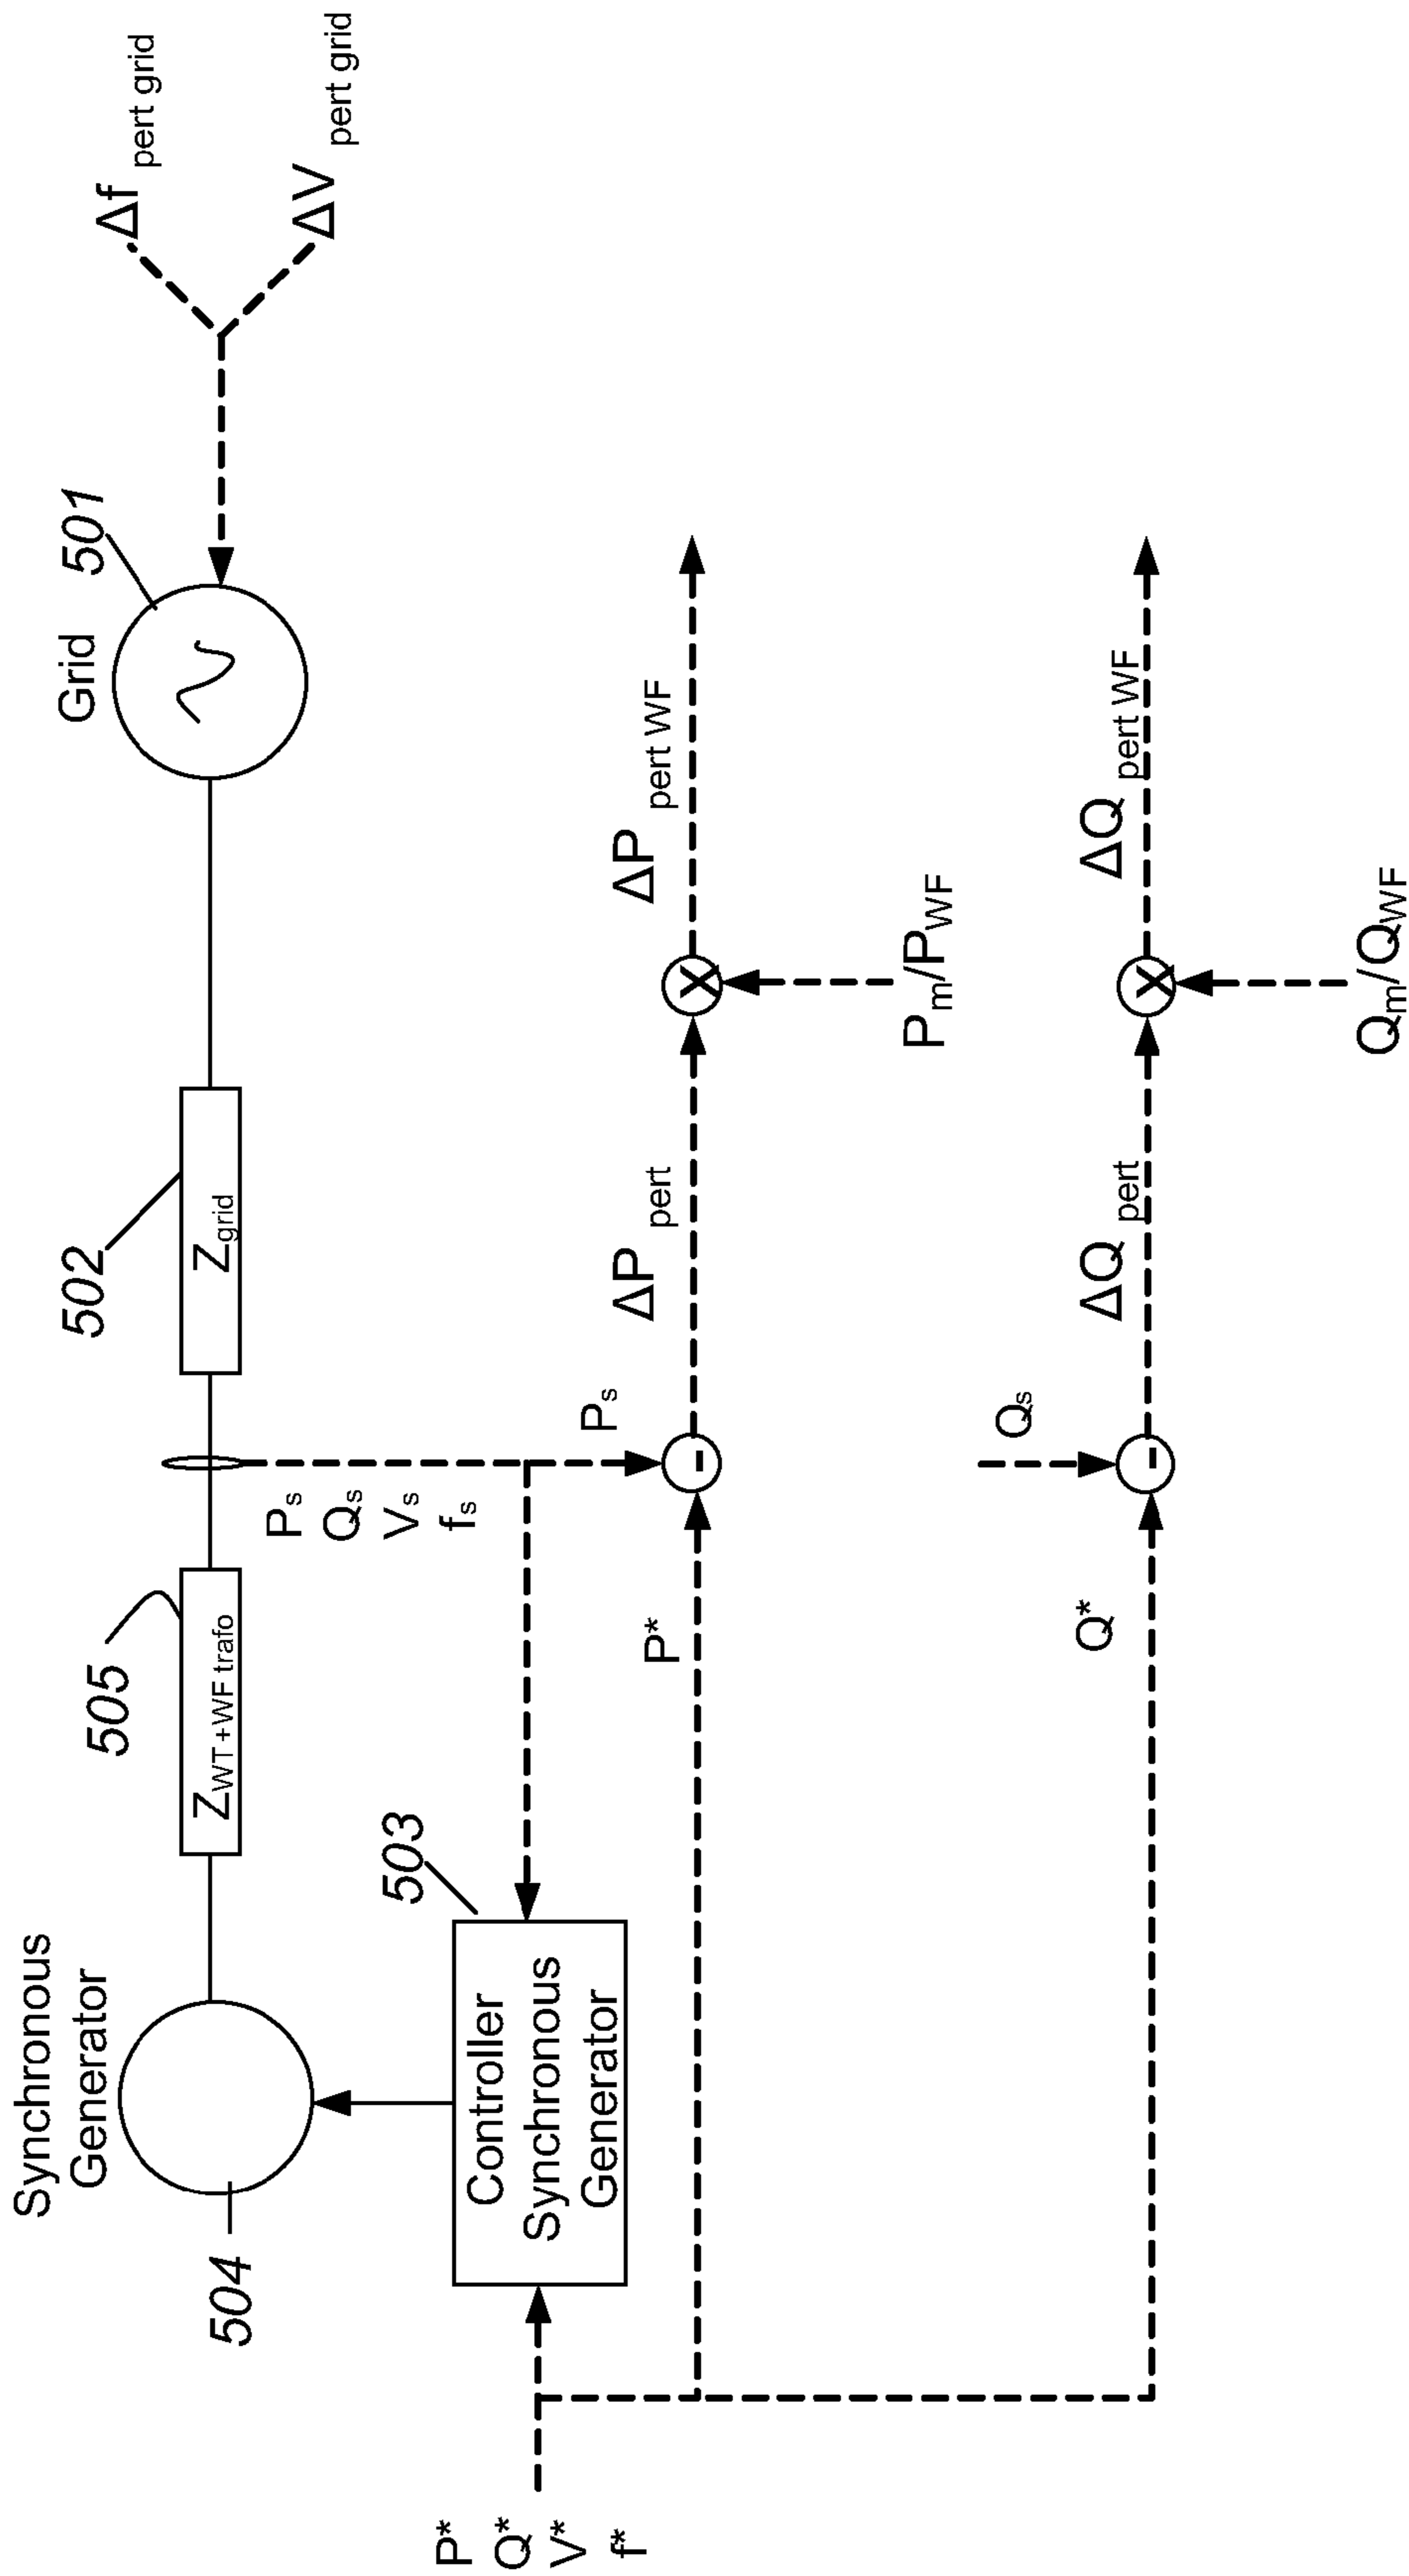 Synchronous
Generator
504
505
Z WT+WF trafo
502
Z grid
Grid
501
Δf pert grid
ΔV pert grid
503
Controller
Synchronous
Generator
Ps
Qs
Vs
fs
P*
Q*
V*
f*
P*
Ps
ΔP pert
ΔP pert WF
Pm/PWF
Q*
Qs
ΔQ pert
ΔQ pert WF
Qm/QWF
X
X
-
-